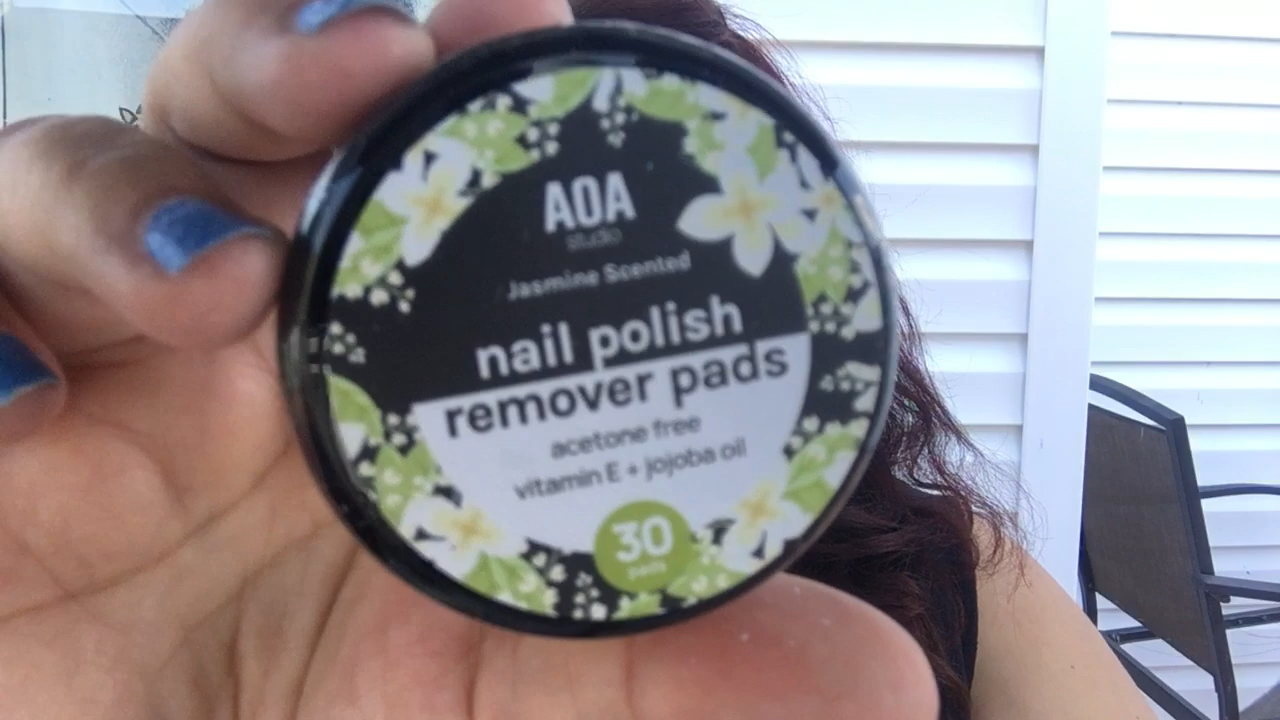 AOA
studio
Jasmine Scented
nail polish
remover pads
acetone free
vitamin E + jojoba oil
30
pads